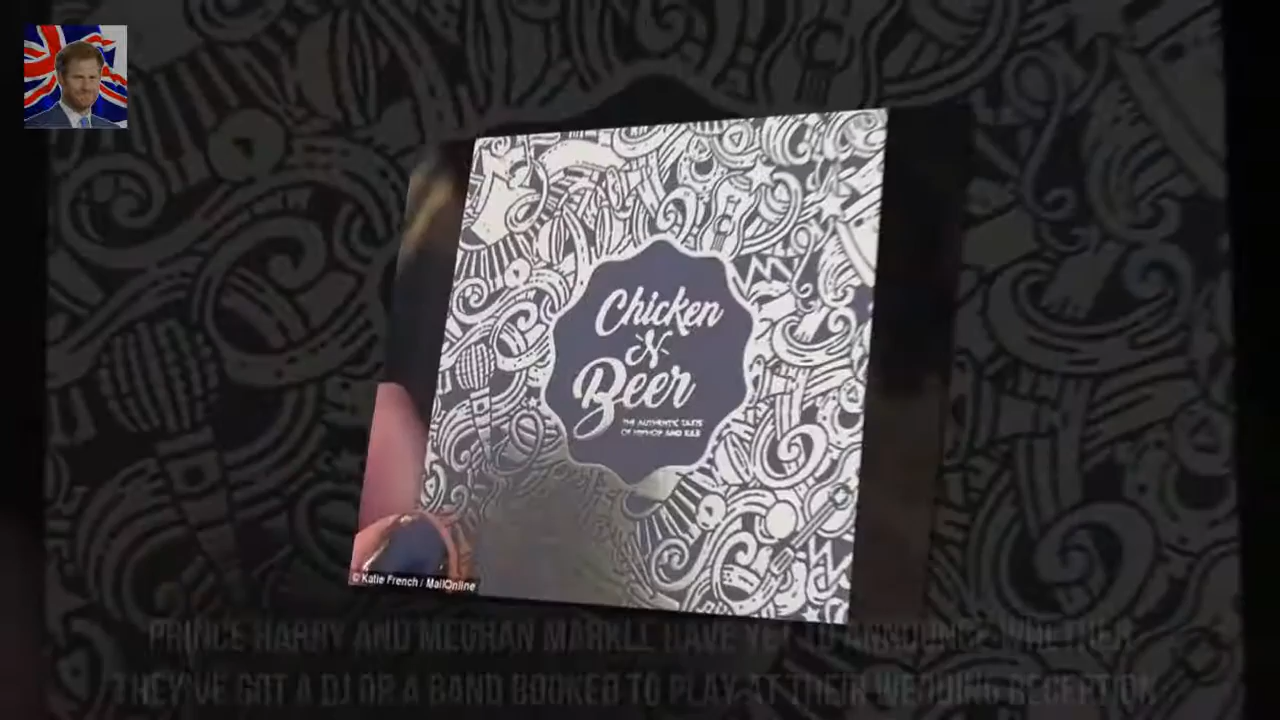 Chicken
N
Beer
THE AUTHENTIC TASTE
OF HIPHOP AND R&B
© Katie French / MailOnline
PRINCE HARRY AND MEGHAN MARKLE HAVE YET TO ANNOUNCE WHETHER
THEY'VE GOT A DJ OR A BAND BOOKED TO PLAY AT THEIR WEDDING RECEPTION